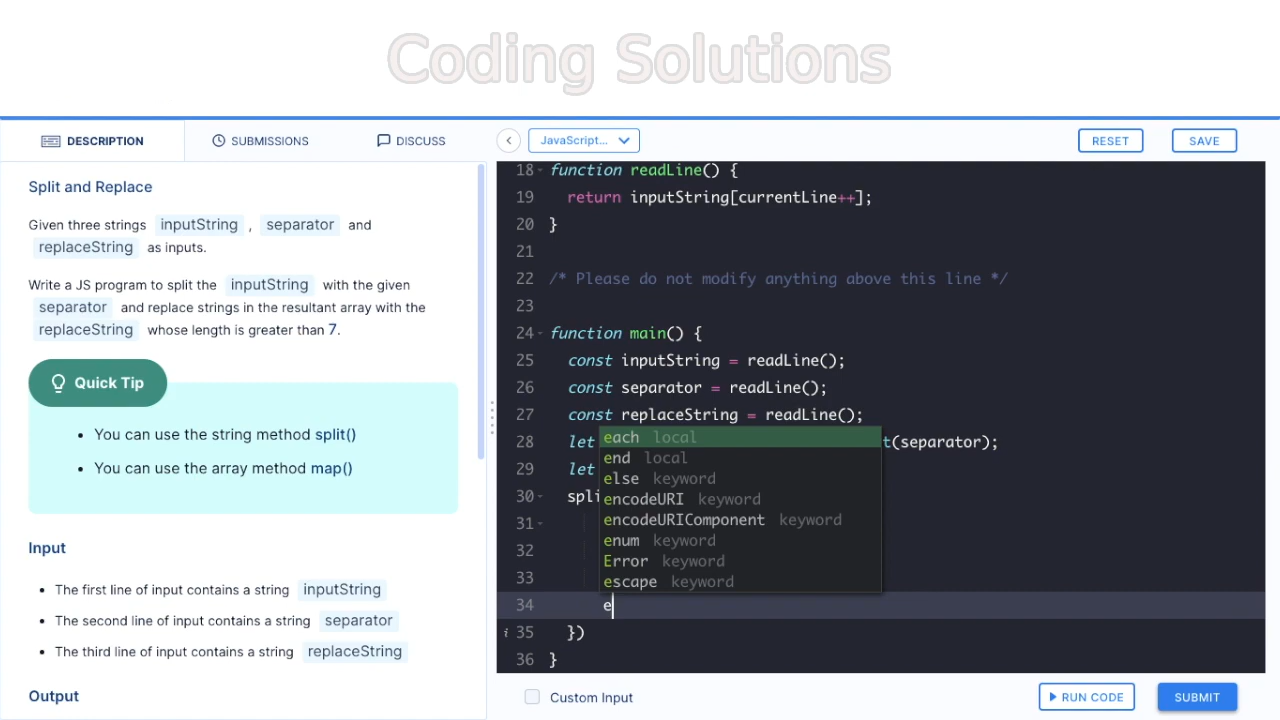 Coding Solutions
DESCRIPTION SUBMISSIONS DISCUSS
JavaScript... RESET SAVE
Split and Replace
Given three strings inputString , separator and
replaceString as inputs.
Write a JS program to split the inputString with the given
separator and replace strings in the resultant array with the
replaceString whose length is greater than 7.
Quick Tip
• You can use the string method split()
• You can use the array method map()
Input
• The first line of input contains a string inputString
• The second line of input contains a string separator
• The third line of input contains a string replaceString
Output
18 function readLine() {
19 return inputString[currentLine++];
20 }
21
22 /* Please do not modify anything above this line */
23
24 function main() {
25 const inputString = readLine();
26 const separator = readLine();
27 const replaceString = readLine();
28 let t(separator);
29 let
30 spli
31
32
33
34 e
35 })
36 }
each local
end local
else keyword
encodeURI keyword
encodeURIComponent keyword
enum keyword
Error keyword
escape keyword
Custom Input RUN CODE SUBMIT